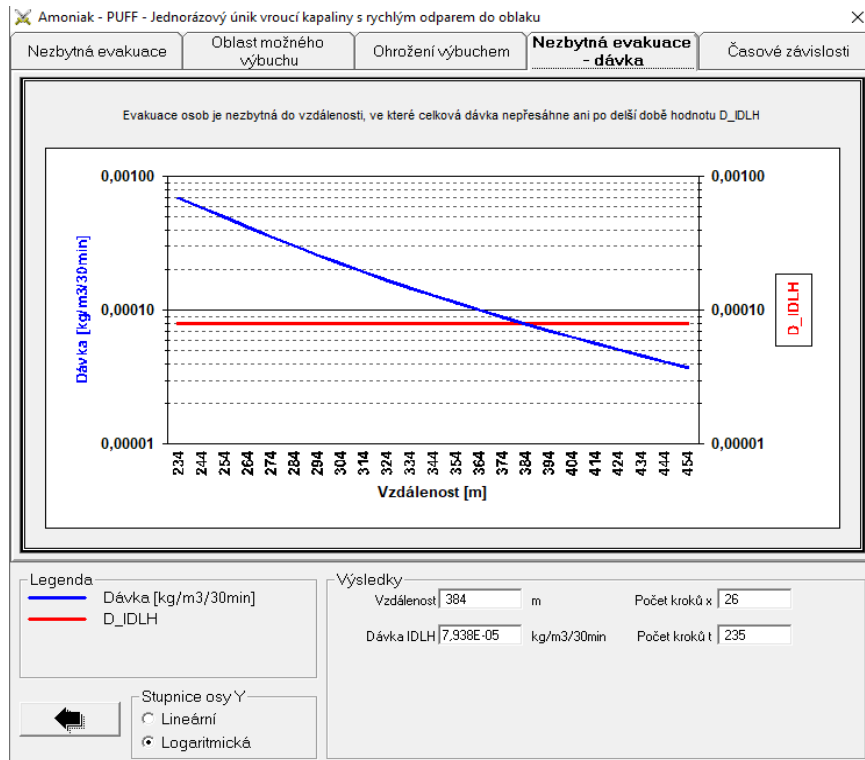 Amoniak - PUFF - Jednorázový únik vroucí kapaliny s rychlým odparem do oblaku
Nezbytná evakuace
Oblast možného
výbuchu
Ohrožení výbuchem
Nezbytná evakuace
- dávka
Časové závislosti
Evakuace osob je nezbytná do vzdálenosti, ve které celková dávka nepřesáhne ani po delší době hodnotu D_IDLH
0,00100
0,00010
0,00001
Dávka [kg/m3/30min]
0,00100
0,00010
0,00001
D_IDLH
234 244 254 264 274 284 294 304 314 324 334 344 354 364 374 384 394 404 414 424 434 444 454
Vzdálenost [m]
Legenda
Dávka [kg/m3/30min]
D_IDLH
Stupnice osy Y
Lineární
Logaritmická
Výsledky
Vzdálenost 384 m Počet kroků x 26
Dávka IDLH 7,938E-05 kg/m3/30min Počet kroků t 235